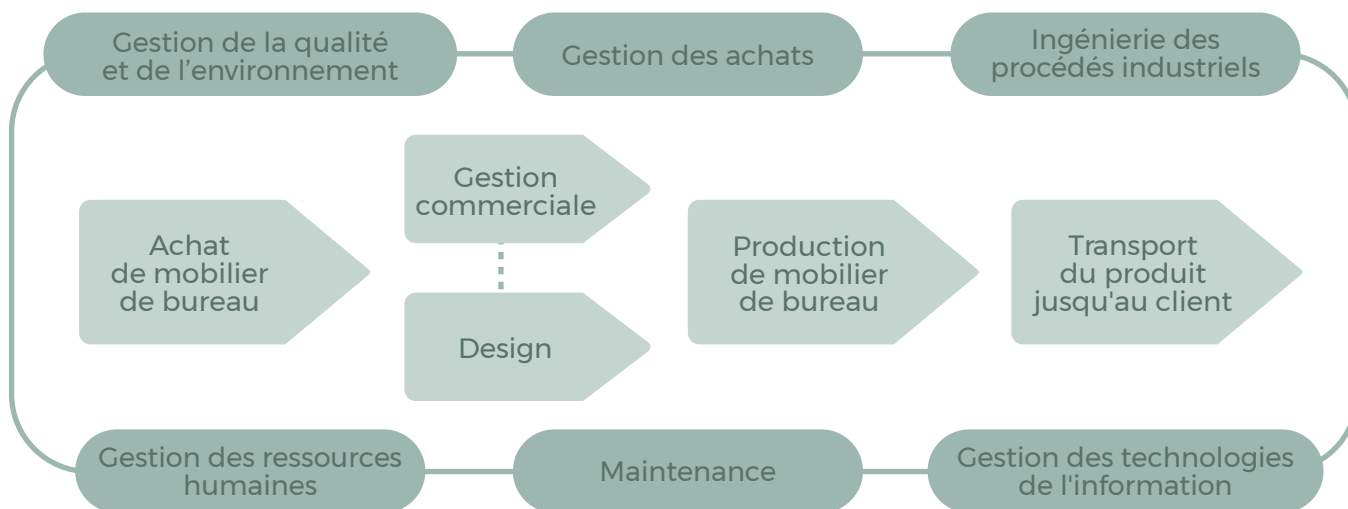 Gestion de la qualité
et de l’environnement
Gestion des achats
Ingénierie des
procédés industriels
Achat
de mobilier
de bureau
Gestion
commerciale
Design
Production
de mobilier
de bureau
Transport
du produit
jusqu'au client
Gestion des ressources
humaines
Maintenance
Gestion des technologies
de l'information